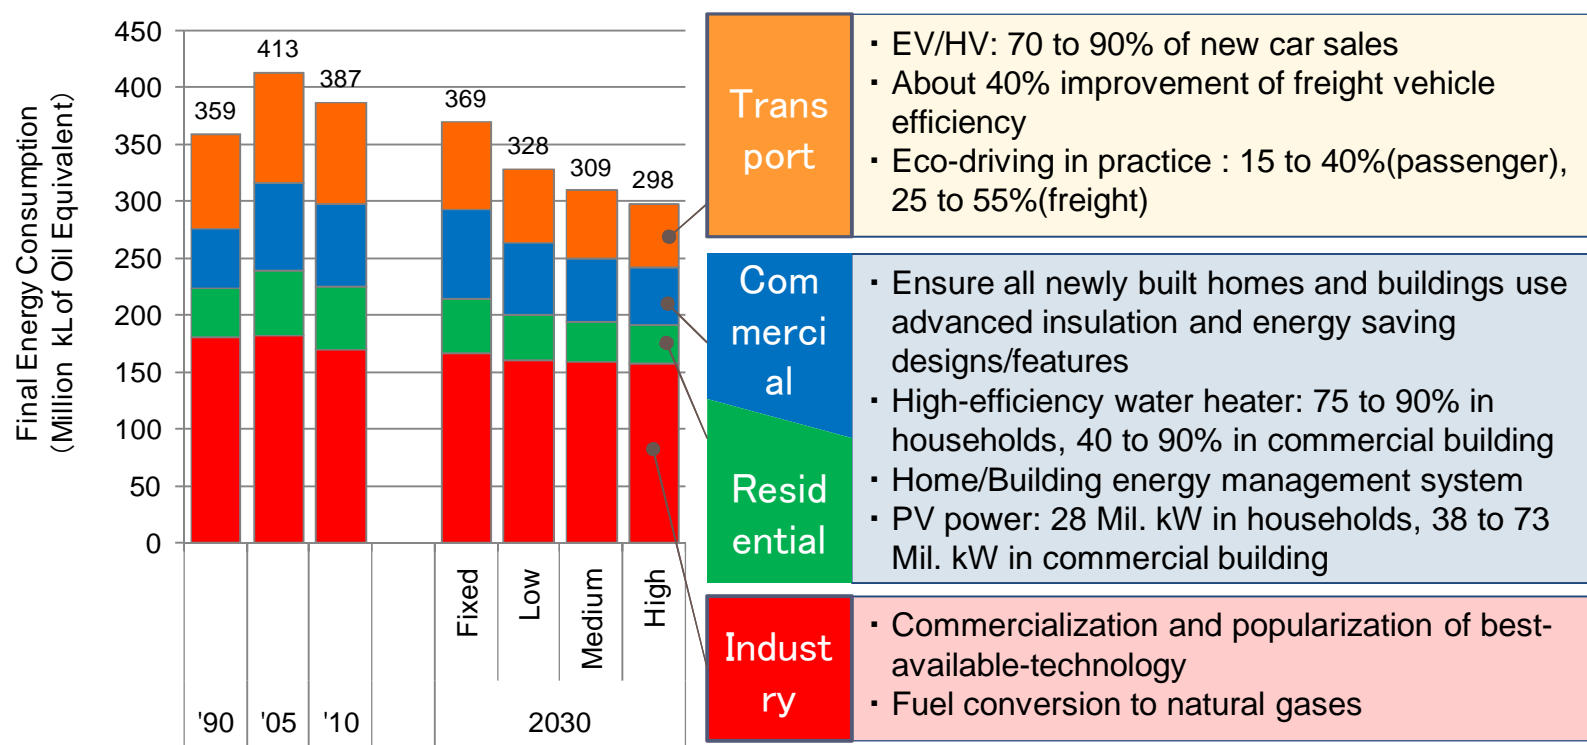 Final Energy Consumption
(Million kL of Oil Equivalent)
450
400
350
300
250
200
150
100
50
0
359
413
387
369
328
309
298
Fixed
Low
Medium
High
'90
'05
'10
2030
Trans
port
・EV/HV: 70 to 90% of new car sales
・About 40% improvement of freight vehicle
efficiency
・Eco-driving in practice : 15 to 40%(passenger),
25 to 55%(freight)
Com
merci
al
Resid
ential
・Ensure all newly built homes and buildings use
advanced insulation and energy saving
designs/features
・High-efficiency water heater: 75 to 90% in
households, 40 to 90% in commercial building
・Home/Building energy management system
・PV power: 28 Mil. kW in households, 38 to 73
Mil. kW in commercial building
Indust
ry
・Commercialization and popularization of best-
available-technology
・Fuel conversion to natural gases